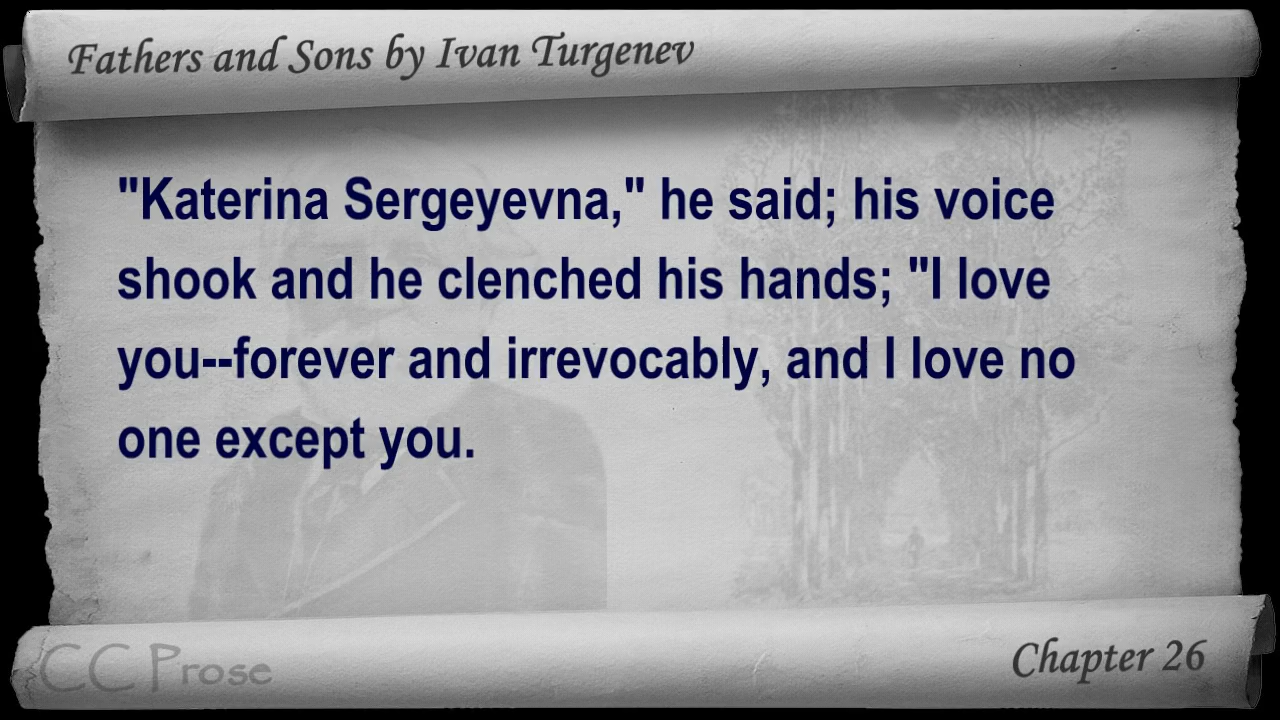 Fathers and Sons by Ivan Turgenev
"Katerina Sergeyevna," he said; his voice
shook and he clenched his hands; "I love
you--forever and irrevocably, and I love no
one except you.
CC Prose
Chapter 26